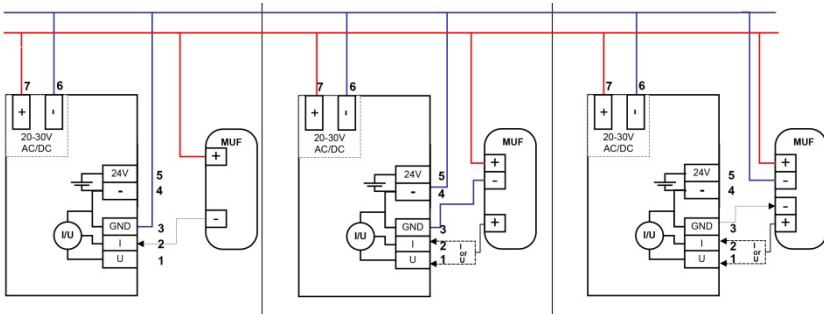 7 6
+ -
20-30V
AC/DC
MUF
+
24V 5
- 4
GND 3
I/U I 2
U 1
-
7 6
+ -
20-30V
AC/DC
MUF
+
-
24V 5
- 4
GND 3
+
I/U I 2
U 1
I or U
7 6
+ -
20-30V
AC/DC
MUF
+
-
24V 5
- 4
-
GND 3
+
I/U I 2
U 1
I or U